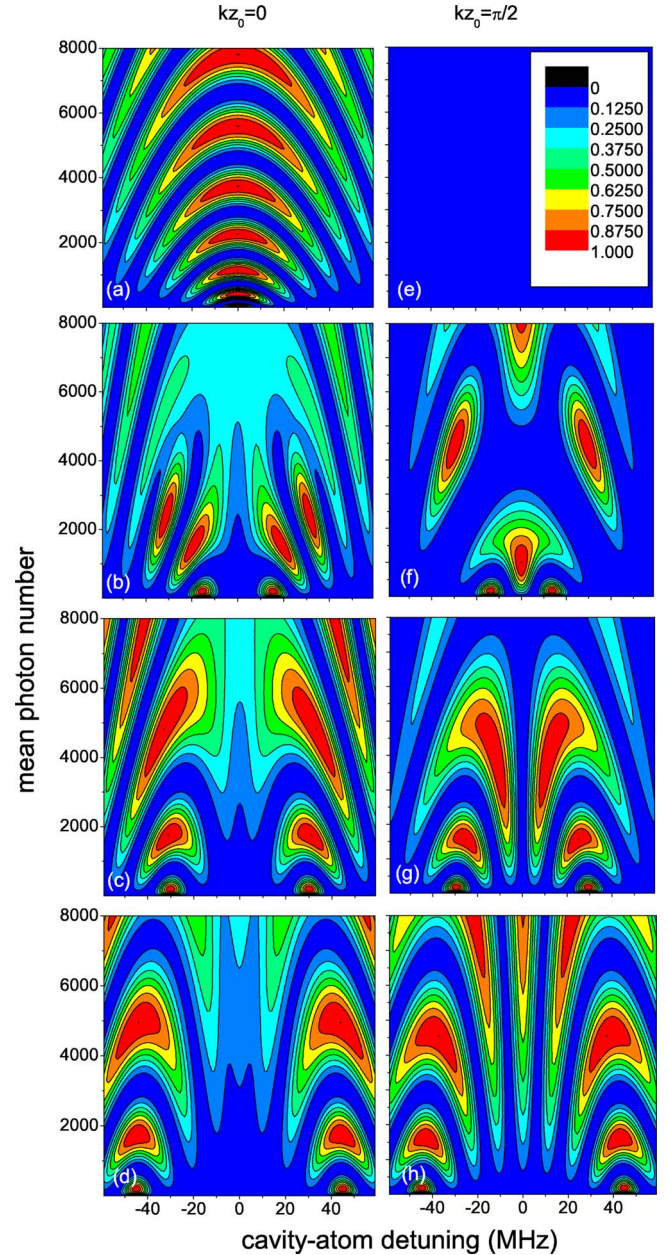 kz₀=0
kz₀=π/2
8000
6000
4000
2000
(a)
0
0.1250
0.2500
0.3750
0.5000
0.6250
0.7500
0.8750
1.000
(e)
8000
6000
4000
2000
(b)
(f)
8000
6000
4000
2000
(c)
(g)
8000
6000
4000
2000
(d)
(h)
mean photon number
-40 -20 0 20 40
-40 -20 0 20 40
cavity-atom detuning (MHz)